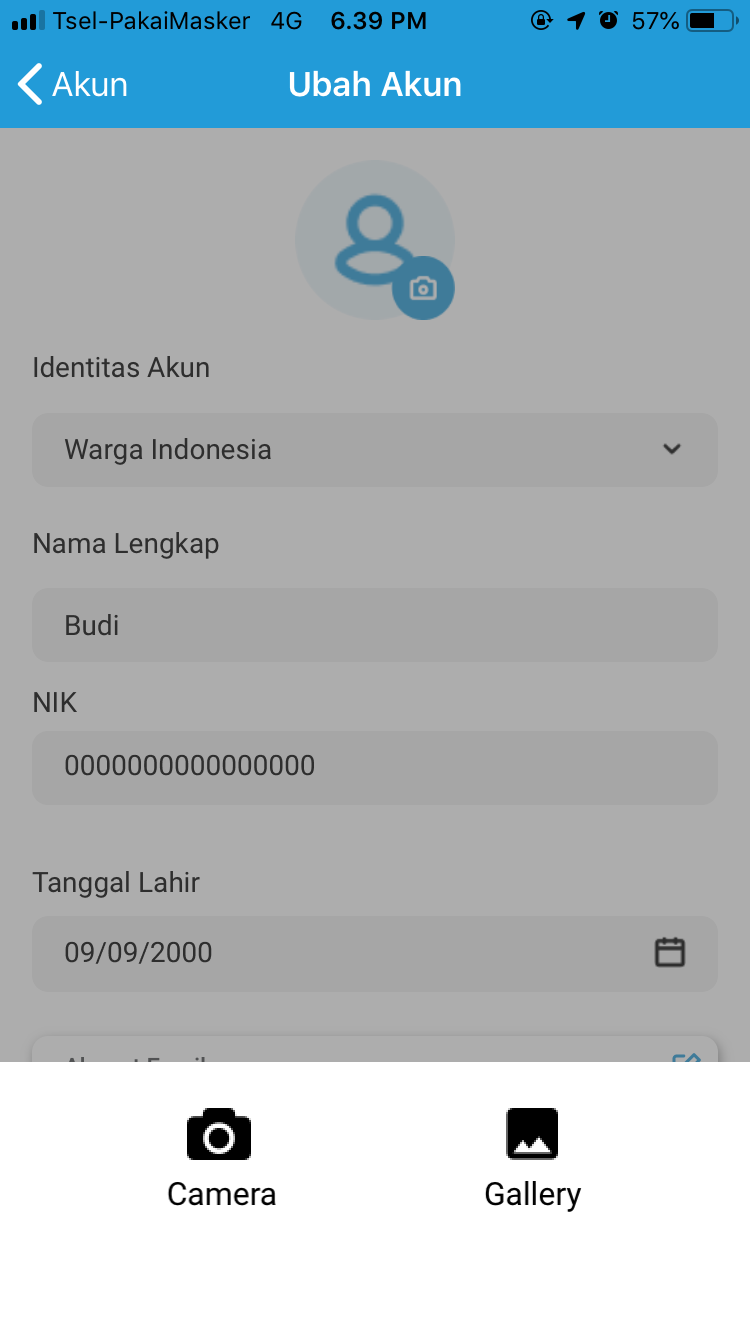 Tsel-PakaiMasker 4G 6.39 PM 57%
Akun Ubah Akun
Identitas Akun
Warga Indonesia
Nama Lengkap
Budi
NIK
0000000000000000
Tanggal Lahir
09/09/2000
Camera Gallery